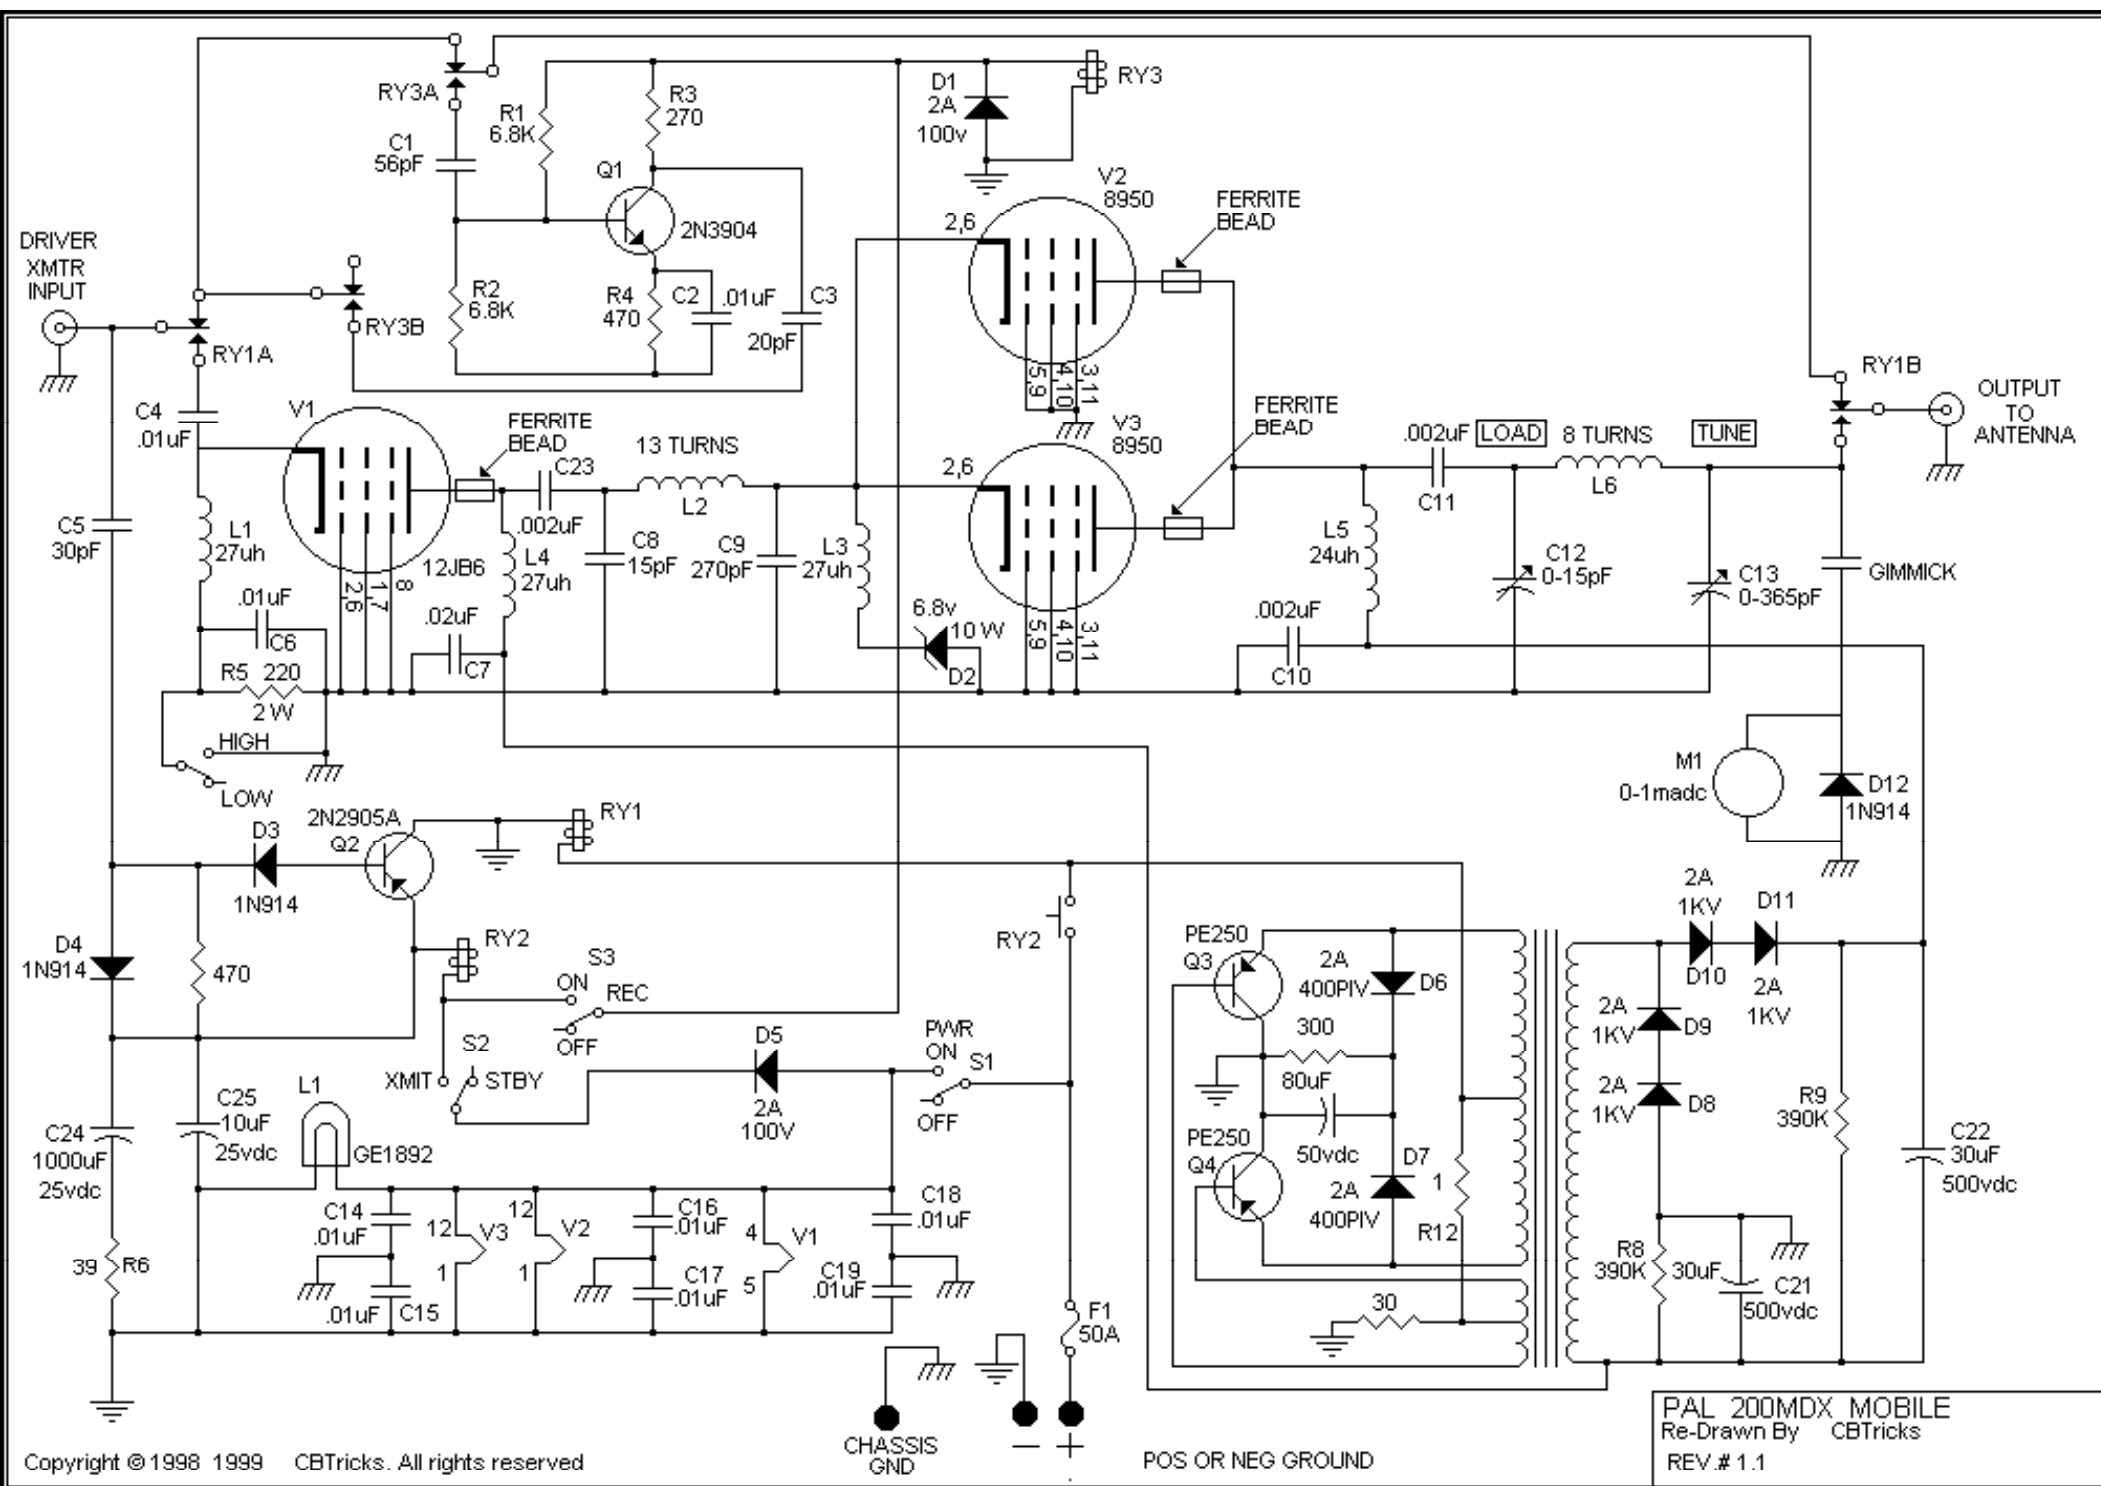 RY3A
R1
6.8K
R3
270
D1
2A
100v
RY3
C1
56pF
Q1
2N3904
V2
8950
FERRITE
BEAD
2,6
DRIVER
XMTR
INPUT
RY3B
RY1A
R2
6.8K
R4
470
C2
.01uF
C3
20pF
5,9
4,10
3,11
RY1B
OUTPUT
TO
ANTENNA
C4
.01uF
V1
FERRITE
BEAD
C23
.002uF
13 TURNS
L2
V3
8950
2,6
FERRITE
BEAD
.002uF
LOAD
8 TURNS
TUNE
C11
L6
C5
30pF
L1
27uh
12JB6
L4
27uh
C8
15pF
C9
270pF
L3
27uh
L5
24uh
C12
0-15pF
C13
0-365pF
GIMMICK
2,6
1,7
8
.01uF
C6
.02uF
C7
6.8v
10 W
D2
5,9
4,10
3,11
.002uF
C10
R5 220
2 W
HIGH
LOW
M1
0-1madc
D12
1N914
D3
1N914
2N2905A
Q2
RY1
RY2
D4
1N914
470
RY2
S3
ON
REC
OFF
S2
XMIT
STBY
D5
2A
100V
PWR
ON
S1
OFF
PE250
Q3
2A
400PIV
D6
300
80uF
50vdc
PE250
Q4
D7
2A
400PIV
1
R12
2A
1KV
D10
D11
2A
1KV
2A
1KV
D9
2A
1KV
D8
R9
390K
C22
30uF
500vdc
C24
1000uF
25vdc
C25
10uF
25vdc
L1
GE1892
C14
.01uF
.01uF
C15
12
V3
1
12
V2
1
C16
.01uF
C17
.01uF
4
V1
5
C18
.01uF
C19
.01uF
39
R6
F1
50A
30
R8
390K
30uF
C21
500vdc
CHASSIS
GND
— +
POS OR NEG GROUND
Copyright © 1998 1999 CBTricks. All rights reserved
PAL 200MDX MOBILE
Re-Drawn By CBTricks
REV.# 1.1